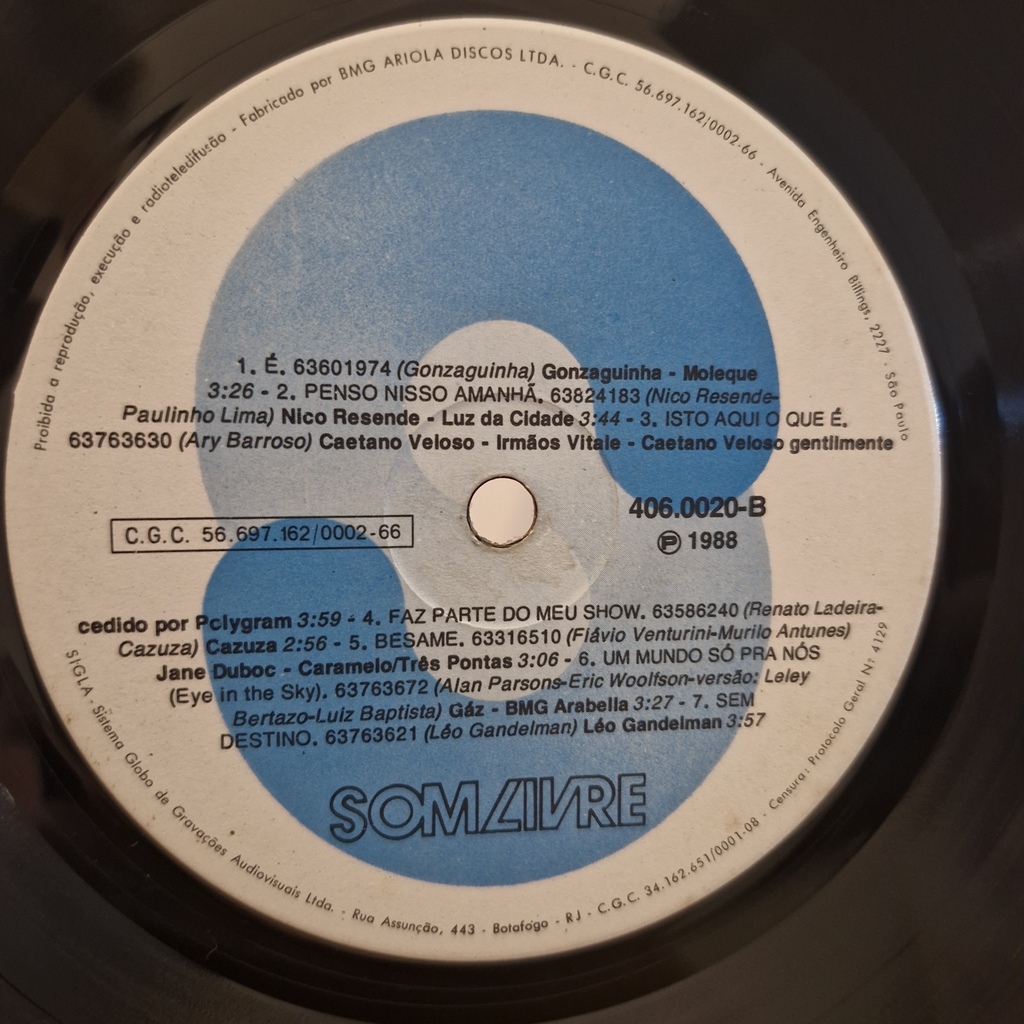 Proibida a reprodução, execução e radioteledifusão - Fabricado por BMG ARIOLA DISCOS LTDA. - C.G.C. 56.697.162/0002-66 - Avenida Engenheiro Billings, 2227 - São Paulo
1. É. 63601974 (Gonzaguinha) Gonzaguinha - Moleque
3:26 - 2. PENSO NISSO AMANHÃ. 63824183 (Nico Resende-
Paulinho Lima) Nico Resende - Luz da Cidade 3:44 - 3. ISTO AQUI O QUE É.
63763630 (Ary Barroso) Caetano Veloso - Irmãos Vitale - Caetano Veloso gentilmente
C.G.C. 56.697.162/0002-66
406.0020-B
℗ 1988
cedido por Polygram 3:59 - 4. FAZ PARTE DO MEU SHOW. 63586240 (Renato Ladeira-
Cazuza) Cazuza 2:56 - 5. BESAME. 63316510 (Flávio Venturini-Murilo Antunes)
Jane Duboc - Caramelo/Três Pontas 3:06 - 6. UM MUNDO SÓ PRA NÓS
(Eye in the Sky). 63763672 (Alan Parsons-Eric Woolfson-versão: Leley
Bertazo-Luiz Baptista) Gáz - BMG Arabella 3:27 - 7. SEM
DESTINO. 63763621 (Léo Gandelman) Léo Gandelman 3:57
SOM LIVRE
SIGLA - Sistema Globo de Gravações Audiovisuais Ltda. - Rua Assunção, 443 - Botafogo - RJ - C.G.C. 34.162.651/0001-08 - Censura: Protocolo Geral Nº 4129